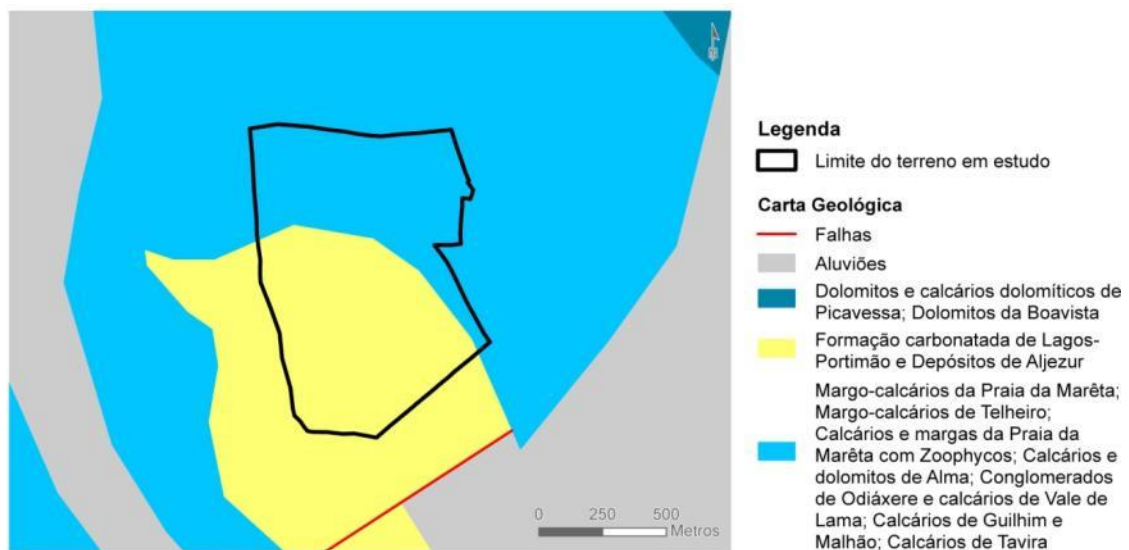 Legenda
Limite do terreno em estudo
Carta Geológica
Falhas
Aluviões
Dolomitos e calcários dolomíticos de
Picavessa; Dolomitos da Boavista
Formação carbonatada de Lagos-
Portimão e Depósitos de Aljezur
Margo-calcários da Praia da Marêta;
Margo-calcários de Telheiro;
Calcários e margas da Praia da
Marêta com Zoophycos; Calcários e
dolomitos de Alma; Conglomerados
de Odiáxere e calcários de Vale de
Lama; Calcários de Guilhim e
Malhão; Calcários de Tavira
0 250 500
Metros